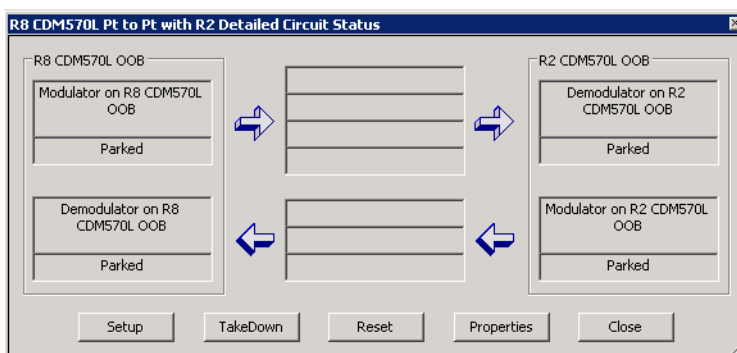 R8 CDM570L Pt to Pt with R2 Detailed Circuit Status
R8 CDM570L OOB
Modulator on R8 CDM570L
OOB
Parked
Demodulator on R8
CDM570L OOB
Parked
R2 CDM570L OOB
Demodulator on R2
CDM570L OOB
Parked
Modulator on R2 CDM570L
OOB
Parked
Setup
TakeDown
Reset
Properties
Close